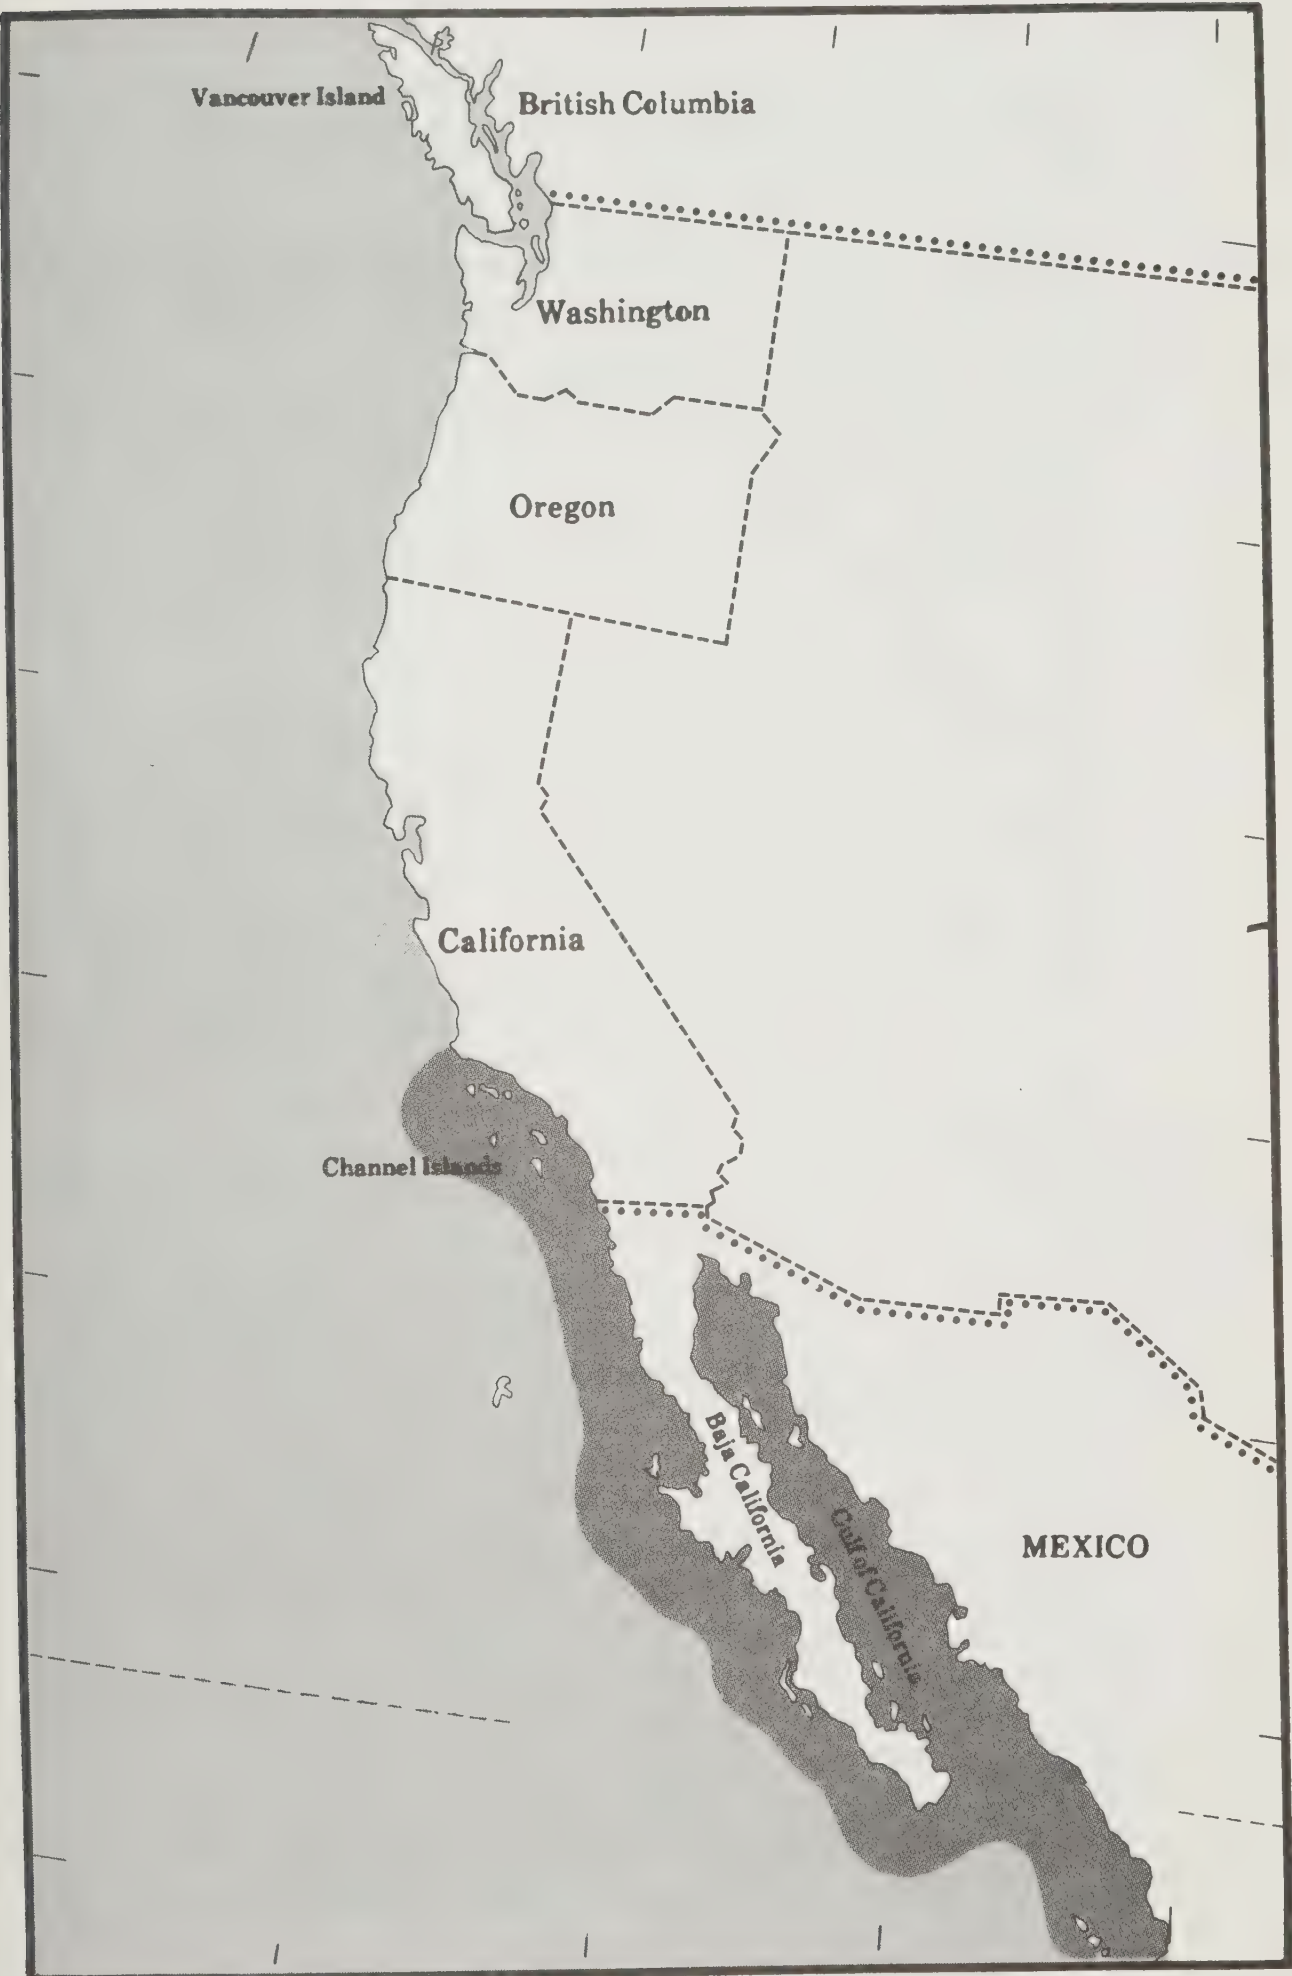 Vancouver Island
British Columbia
Washington
Oregon
California
Channel Islands
Baja California
Gulf of California
MEXICO